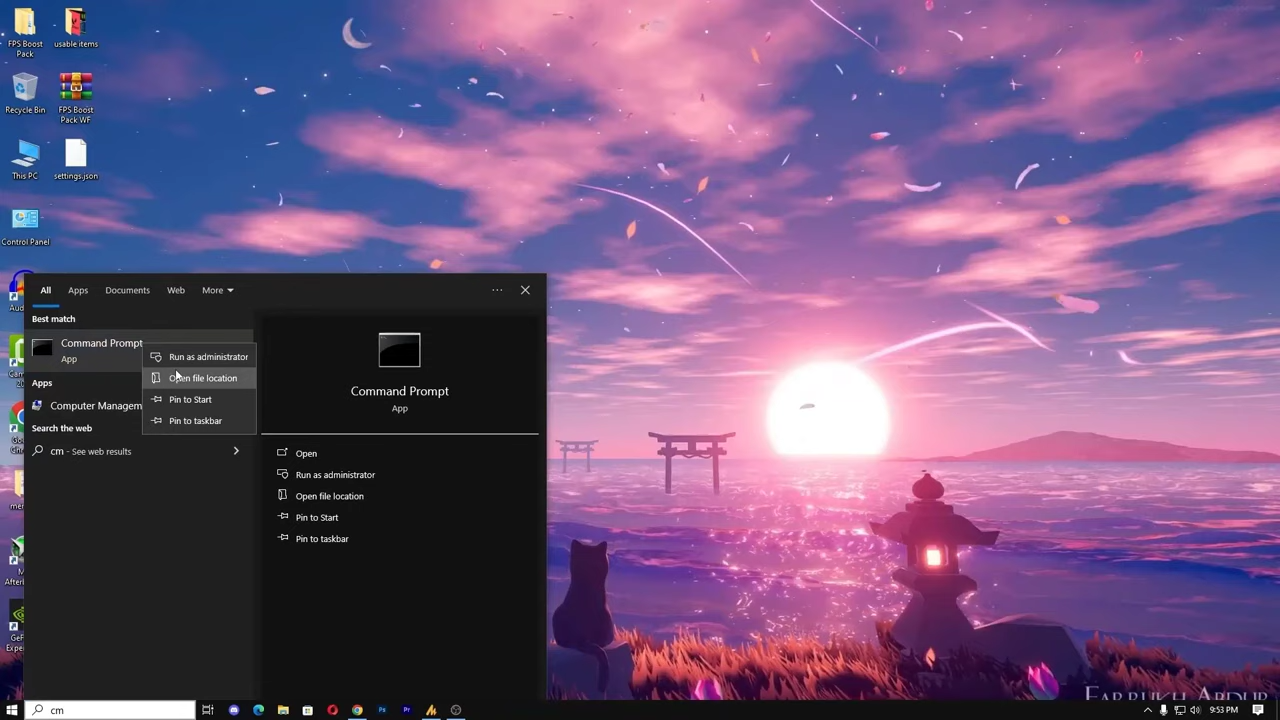 FPS Boost
Pack
usable items
Recycle Bin
FPS Boost
Pack WF
This PC
settings.json
Control Panel
All
Apps
Documents
Web
More
Best match
Command Prompt
App
Run as administrator
Open file location
Pin to Start
Pin to taskbar
Apps
Computer Managem
Search the web
cm - See web results
Command Prompt
App
Open
Run as administrator
Open file location
Pin to Start
Pin to taskbar
cm
9:53 PM